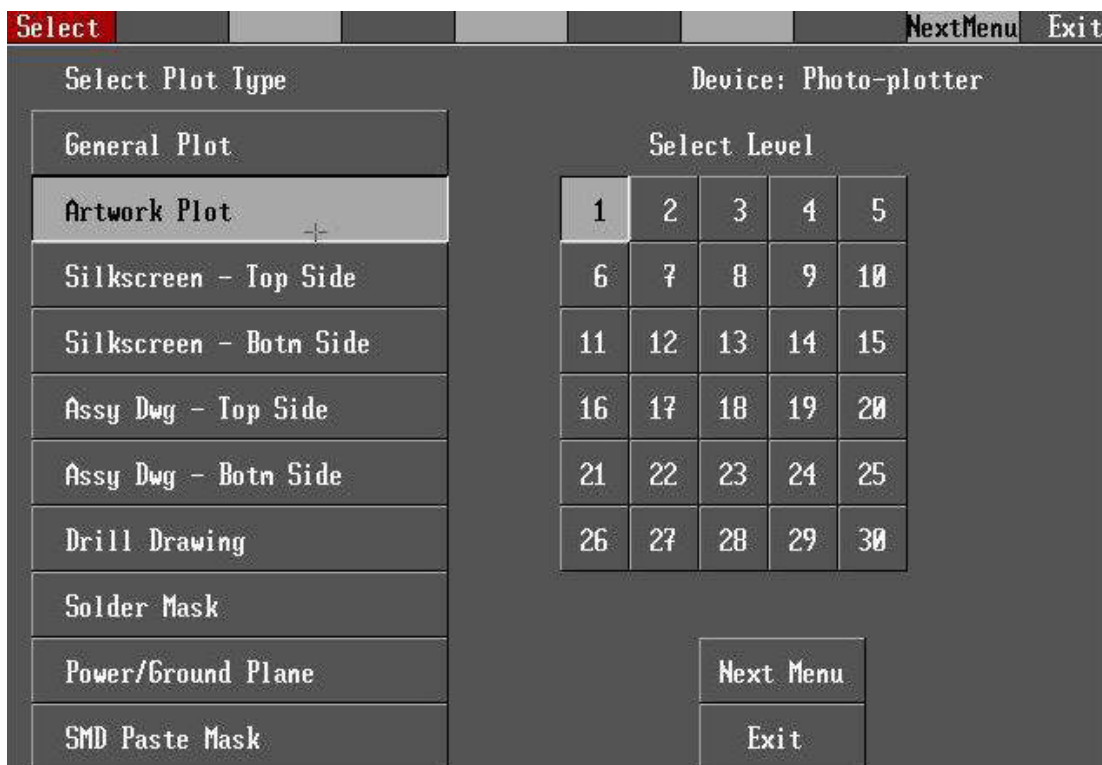 Select NextMenu Exit
Select Plot Type Device: Photo-plotter
General Plot Select Level
Artwork Plot 1 2 3 4 5
Silkscreen - Top Side 6 7 8 9 10
Silkscreen - Botm Side 11 12 13 14 15
Assy Dwg - Top Side 16 17 18 19 20
Assy Dwg - Botm Side 21 22 23 24 25
Drill Drawing 26 27 28 29 30
Solder Mask
Power/Ground Plane Next Menu
SMD Paste Mask Exit